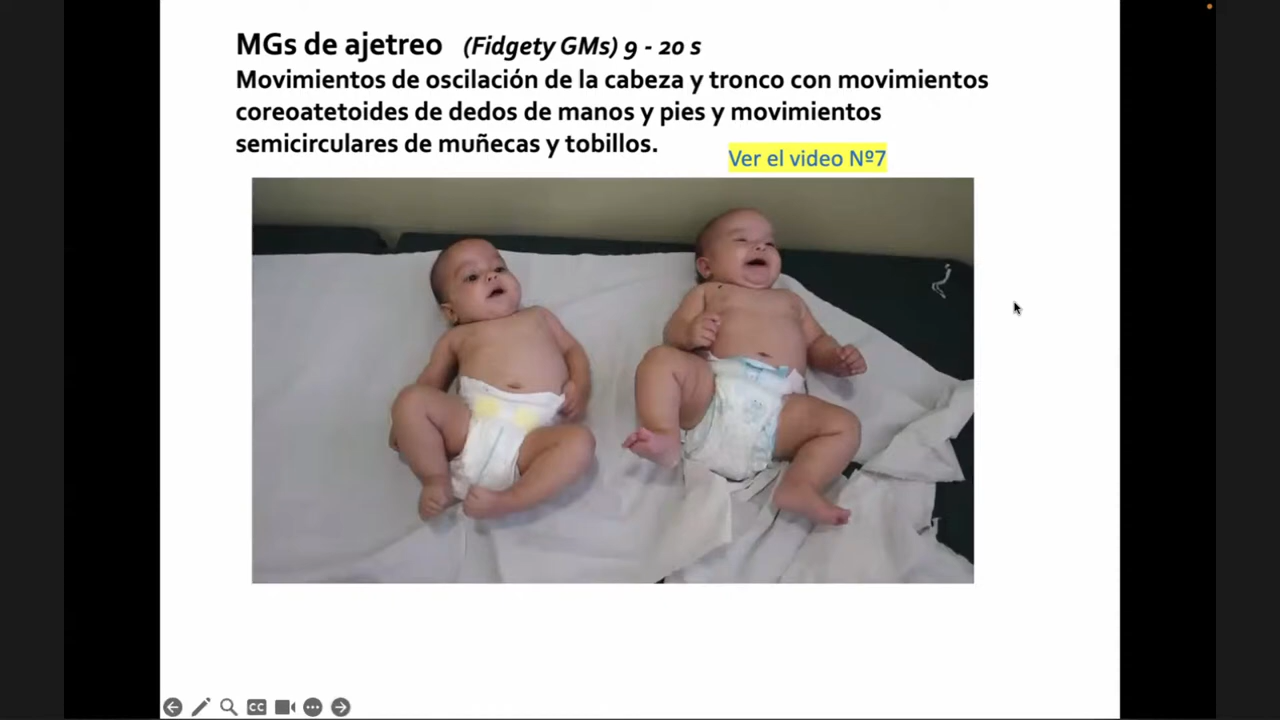 MGs de ajetreo (Fidgety GMs) 9 - 20 s
Movimientos de oscilación de la cabeza y tronco con movimientos
coreoatetoides de dedos de manos y pies y movimientos
semicirculares de muñecas y tobillos.
Ver el video Nº7
CC